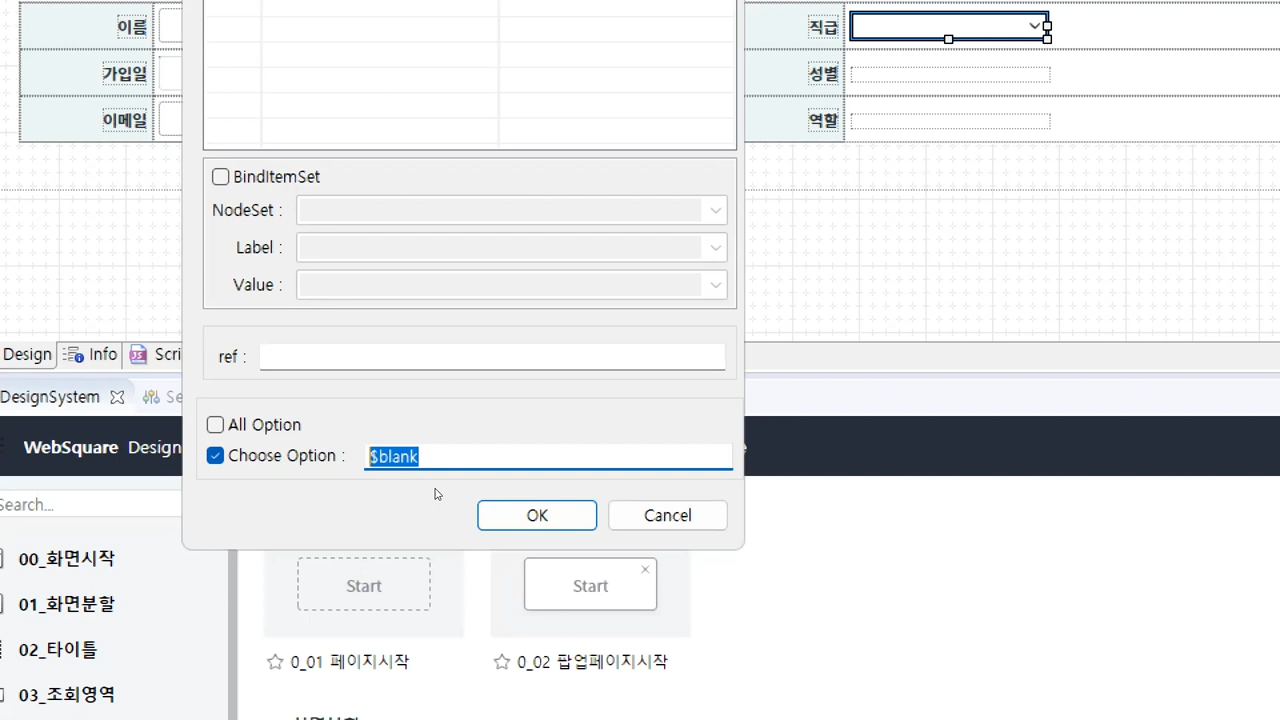 이름
직급
가입일
성별
이메일
역할
BindItemSet
NodeSet :
Label :
Value :
ref :
Design
Info
Scri
DesignSystem
Se
All Option
Choose Option :
$blank
WebSquare Design
Search...
OK
Cancel
00_화면시작
01_화면분할
02_타이틀
03_조회영역
Start
Start
0_01 페이지시작
0_02 팝업페이지시작